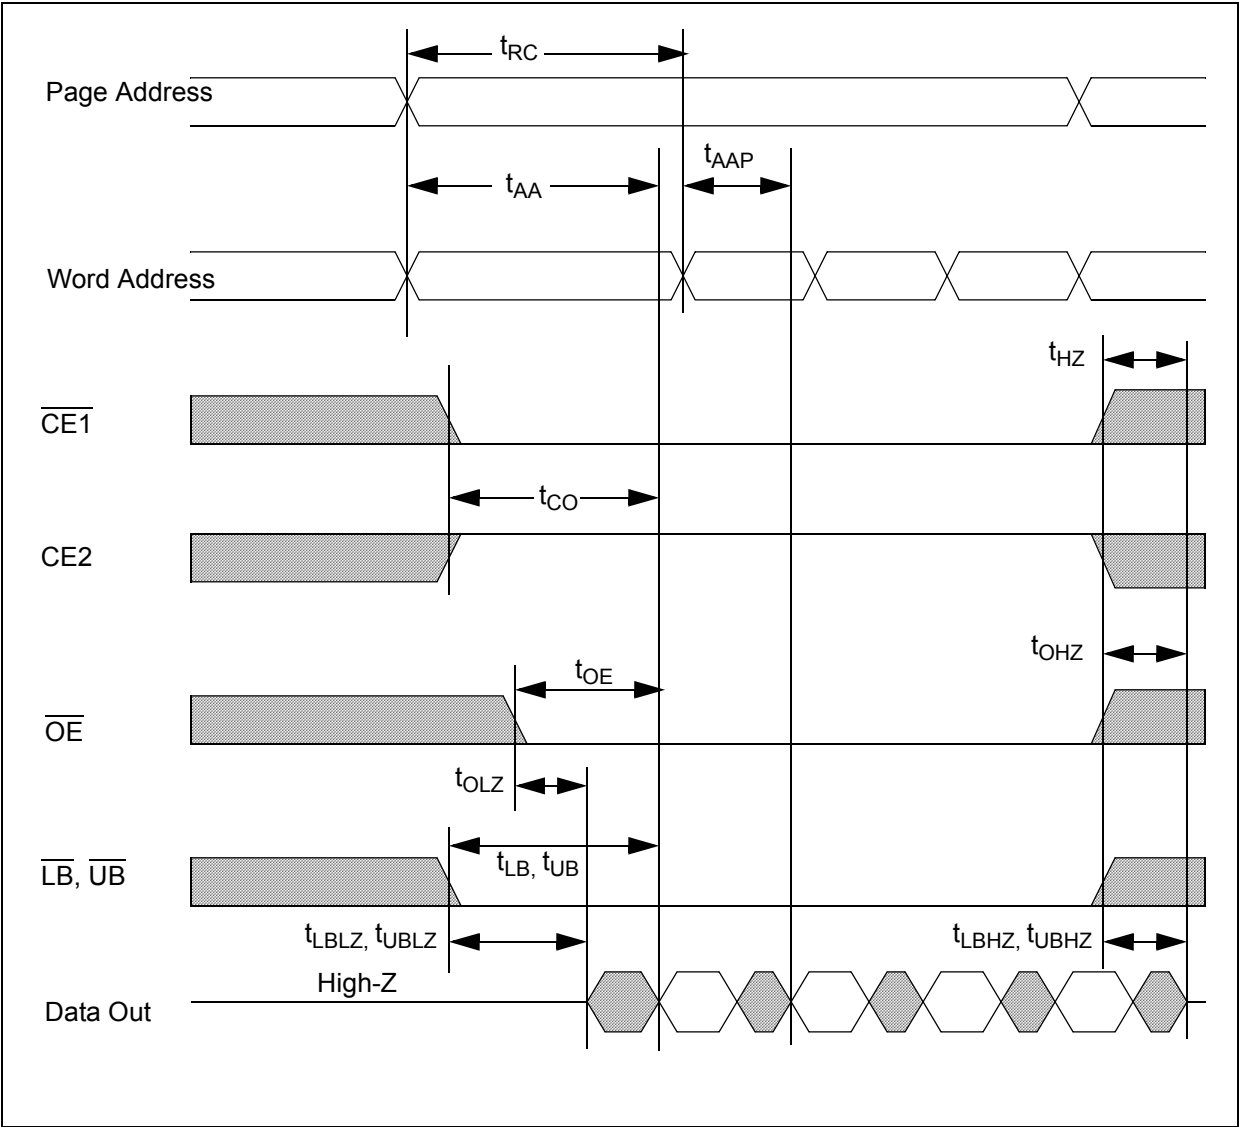 tRC
Page Address
tAAP
tAA
Word Address
tHZ
CE1
tCO
CE2
tOHZ
tOE
OE
tOLZ
tLB, tUB
LB, UB
tLBLZ, tUBLZ
tLBHZ, tUBHZ
High-Z
Data Out